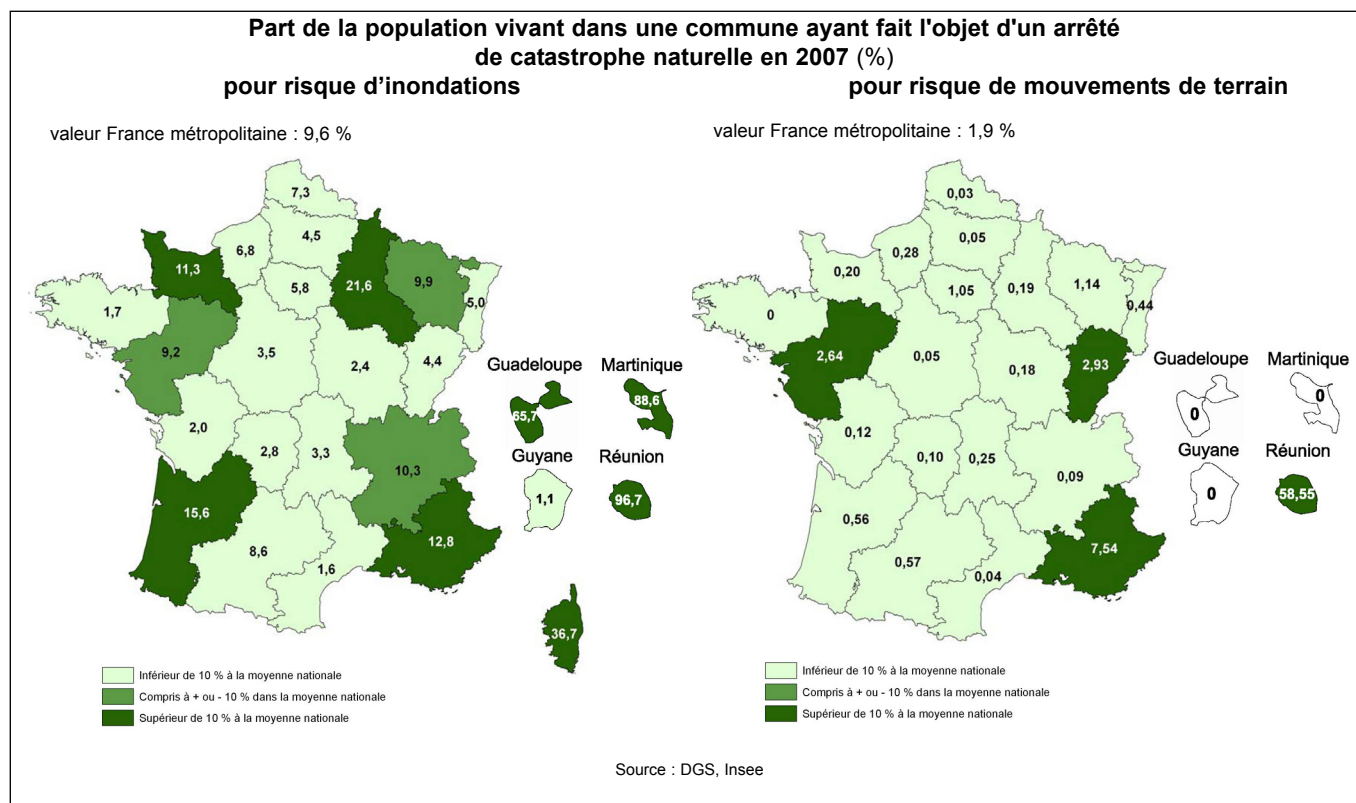 Part de la population vivant dans une commune ayant fait l'objet d'un arrêté
de catastrophe naturelle en 2007 (%)
pour risque d’inondations
valeur France métropolitaine : 9,6 %
7,3
4,5
6,8
11,3
5,8
21,6
9,9
5,0
1,7
9,2
3,5
2,4
4,4
2,0
2,8
3,3
10,3
15,6
8,6
1,6
12,8
36,7
Guadeloupe
65,7
Martinique
88,6
Guyane
1,1
Réunion
96,7
Inférieur de 10 % à la moyenne nationale
Compris à + ou - 10 % dans la moyenne nationale
Supérieur de 10 % à la moyenne nationale
pour risque de mouvements de terrain
valeur France métropolitaine : 1,9 %
0,03
0,05
0,28
0,20
1,05
0,19
1,14
0,44
0
2,64
0,05
0,18
2,93
0,12
0,10
0,25
0,09
0,56
0,57
0,04
7,54
Guadeloupe
0
Martinique
0
Guyane
0
Réunion
58,55
Inférieur de 10 % à la moyenne nationale
Compris à + ou - 10 % dans la moyenne nationale
Supérieur de 10 % à la moyenne nationale
Source : DGS, Insee